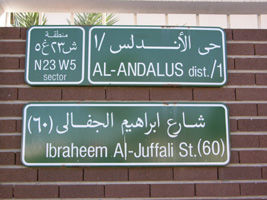 منطقة
ش٢٣ غ٥
N23 W5
sector
حى الأندلس /١
AL-ANDALUS dist./1
شارع ابراهيم الجفالى (٦٠)
Ibraheem Al-Juffali St.(60)